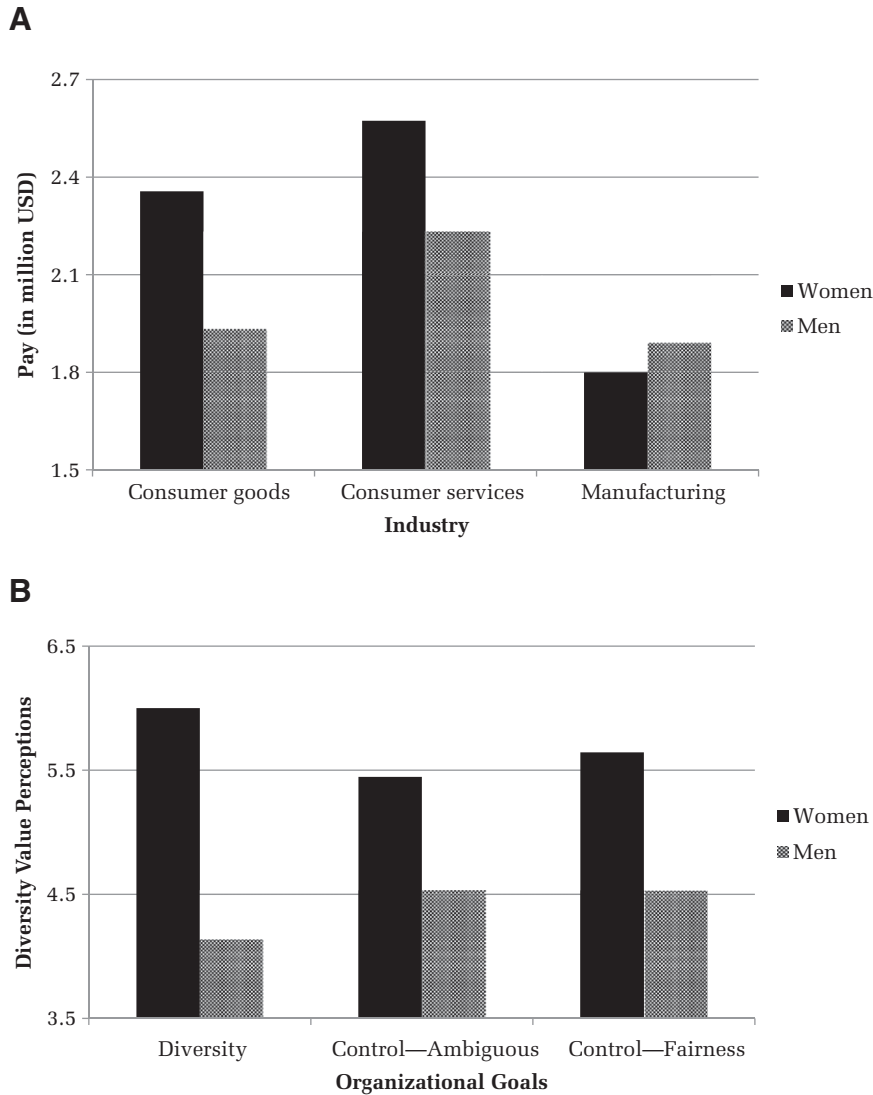 A
2.7
2.4
2.1
1.8
1.5
Pay (in million USD)
Women
Men
Consumer goods
Consumer services
Manufacturing
Industry
B
6.5
5.5
4.5
3.5
Diversity Value Perceptions
Women
Men
Diversity
Control—Ambiguous
Control—Fairness
Organizational Goals